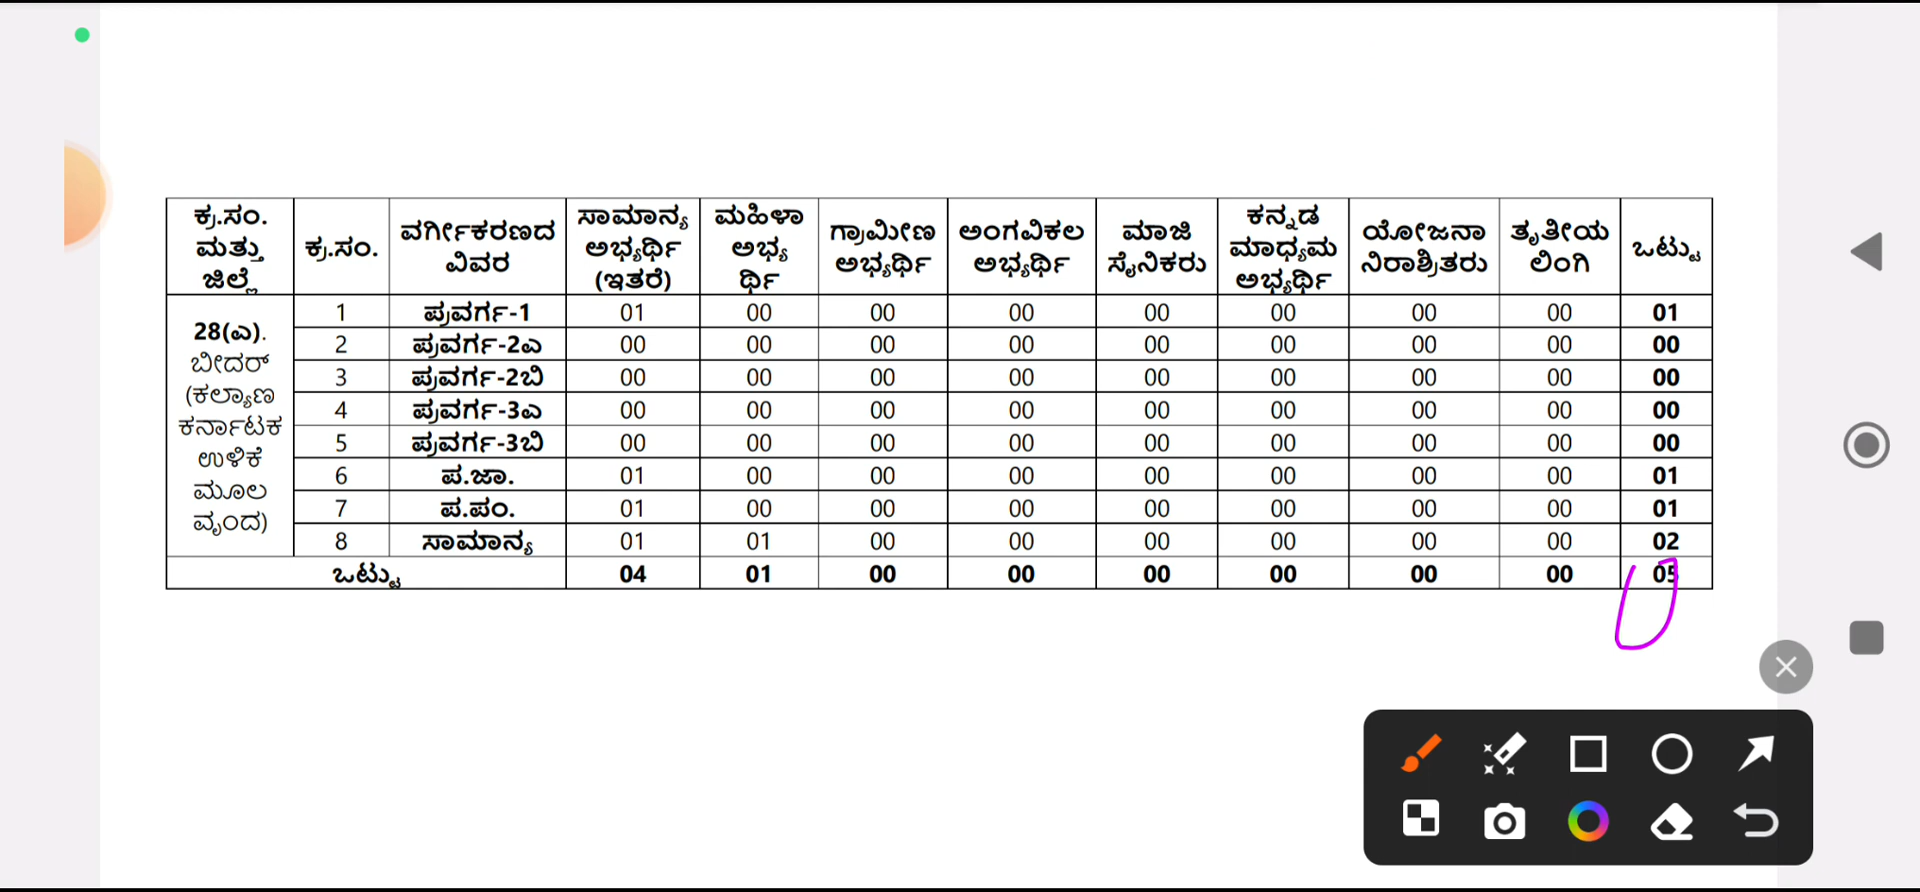 ಕ್ರ.ಸಂ. ಮತ್ತು ಜಿಲ್ಲೆ ಕ್ರ.ಸಂ. ವರ್ಗೀಕರಣದ ವಿವರ ಸಾಮಾನ್ಯ ಅಭ್ಯರ್ಥಿ (ಇತರೆ) ಮಹಿಳಾ ಅಭ್ಯರ್ಥಿ ಗ್ರಾಮೀಣ ಅಭ್ಯರ್ಥಿ ಅಂಗವಿಕಲ ಅಭ್ಯರ್ಥಿ ಮಾಜಿ ಸೈನಿಕರು ಕನ್ನಡ ಮಾಧ್ಯಮ ಅಭ್ಯರ್ಥಿ ಯೋಜನಾ ನಿರಾಶ್ರಿತರು ತೃತೀಯ ಲಿಂಗಿ ಒಟ್ಟು
28(ಎ). ಬೀದರ್ (ಕಲ್ಯಾಣ ಕರ್ನಾಟಕ ಉಳಿಕೆ ಮೂಲ ವೃಂದ)
1 ಪ್ರವರ್ಗ-1 01 00 00 00 00 00 00 00 01
2 ಪ್ರವರ್ಗ-2ಎ 00 00 00 00 00 00 00 00 00
3 ಪ್ರವರ್ಗ-2ಬಿ 00 00 00 00 00 00 00 00 00
4 ಪ್ರವರ್ಗ-3ಎ 00 00 00 00 00 00 00 00 00
5 ಪ್ರವರ್ಗ-3ಬಿ 00 00 00 00 00 00 00 00 00
6 ಪ.ಜಾ. 01 00 00 00 00 00 00 00 01
7 ಪ.ಪಂ. 01 00 00 00 00 00 00 00 01
8 ಸಾಮಾನ್ಯ 01 01 00 00 00 00 00 00 02
ಒಟ್ಟು 04 01 00 00 00 00 00 00 05